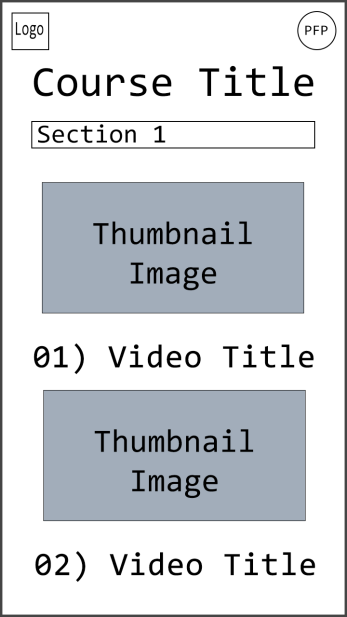 Logo
PFP
Course Title
Section 1
Thumbnail
Image
01) Video Title
Thumbnail
Image
02) Video Title